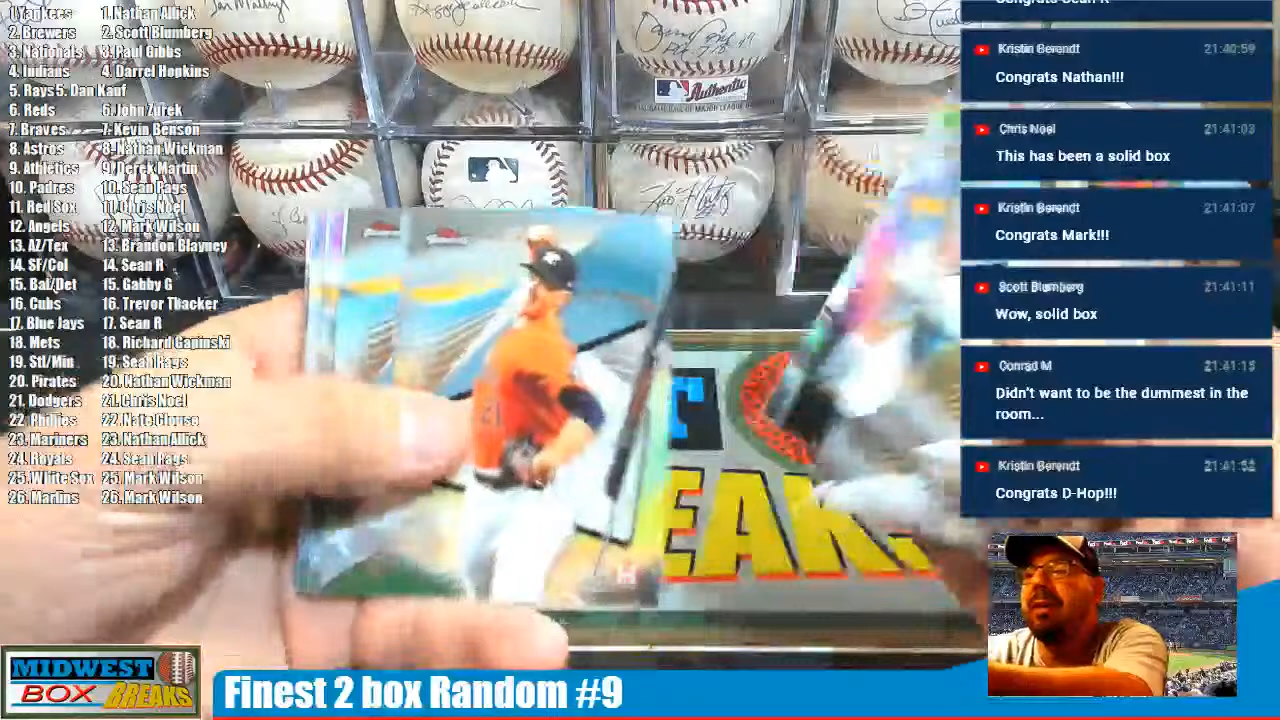 1.Yankees 1.Nathan Allick
2. Brewers 2. Scott Blumberg
3. Nationals 3. Paul Gibbs
4. Indians 4. Darrel Hopkins
5. Rays 5. Dan Kauf
6. Reds 6. John Zurek
7. Braves 7. Kevin Benson
8. Astros 8. Nathan Wickman
9. Athletics 9. Derek Martin
10. Padres 10. Sean Pags
11. Red Sox 11. Chris Noel
12. Angels 12. Mark Wilson
13. AZ/Tex 13. Brandon Blayney
14. SF/Col 14. Sean R
15. Bal/Det 15. Gabby G
16. Cubs 16. Trevor Thacker
17. Blue Jays 17. Sean R
18. Mets 18. Richard Gapinski
19. Stl/Min 19. Sean Pags
20. Pirates 20. Nathan Wickman
21. Dodgers 21. Chris Noel
22 Phillies 22. Nate Clouse
23. Mariners 23. Nathan Allick
24. Royals 24. Sean Pags
25. White Sox 25. Mark Wilson
26. Marlins 26. Mark Wilson
Authentic
EAK
Congrats Sean R
Kristin Berendt 21:40:59
Congrats Nathan!!!
Chris Noel 21:41:03
This has been a solid box
Kristin Berendt 21:41:07
Congrats Mark!!!
Scott Blumberg 21:41:11
Wow, solid box
Conrad M 21:41:15
Didn't want to be the dummest in the
room...
Kristin Berendt 21:41:52
Congrats D-Hop!!!
MIDWEST
BOX BREAKS
Finest 2 box Random #9